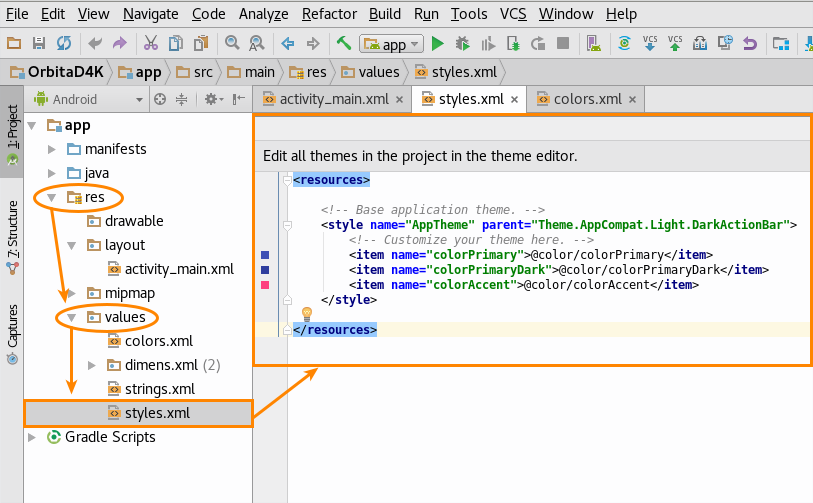 File Edit View Navigate Code Analyze Refactor Build Run Tools VCS Window Help
app
VCS VCS
OrbitaD4K app src main res values styles.xml
1: Project
7: Structure
Captures
Android
app
manifests
java
res
drawable
layout
activity_main.xml
mipmap
values
colors.xml
dimens.xml (2)
strings.xml
styles.xml
Gradle Scripts
activity_main.xml × styles.xml × colors.xml ×
Edit all themes in the project in the theme editor.
<resources>
<!-- Base application theme. -->
<style name="AppTheme" parent="Theme.AppCompat.Light.DarkActionBar">
<!-- Customize your theme here. -->
<item name="colorPrimary">@color/colorPrimary</item>
<item name="colorPrimaryDark">@color/colorPrimaryDark</item>
<item name="colorAccent">@color/colorAccent</item>
</style>
</resources>